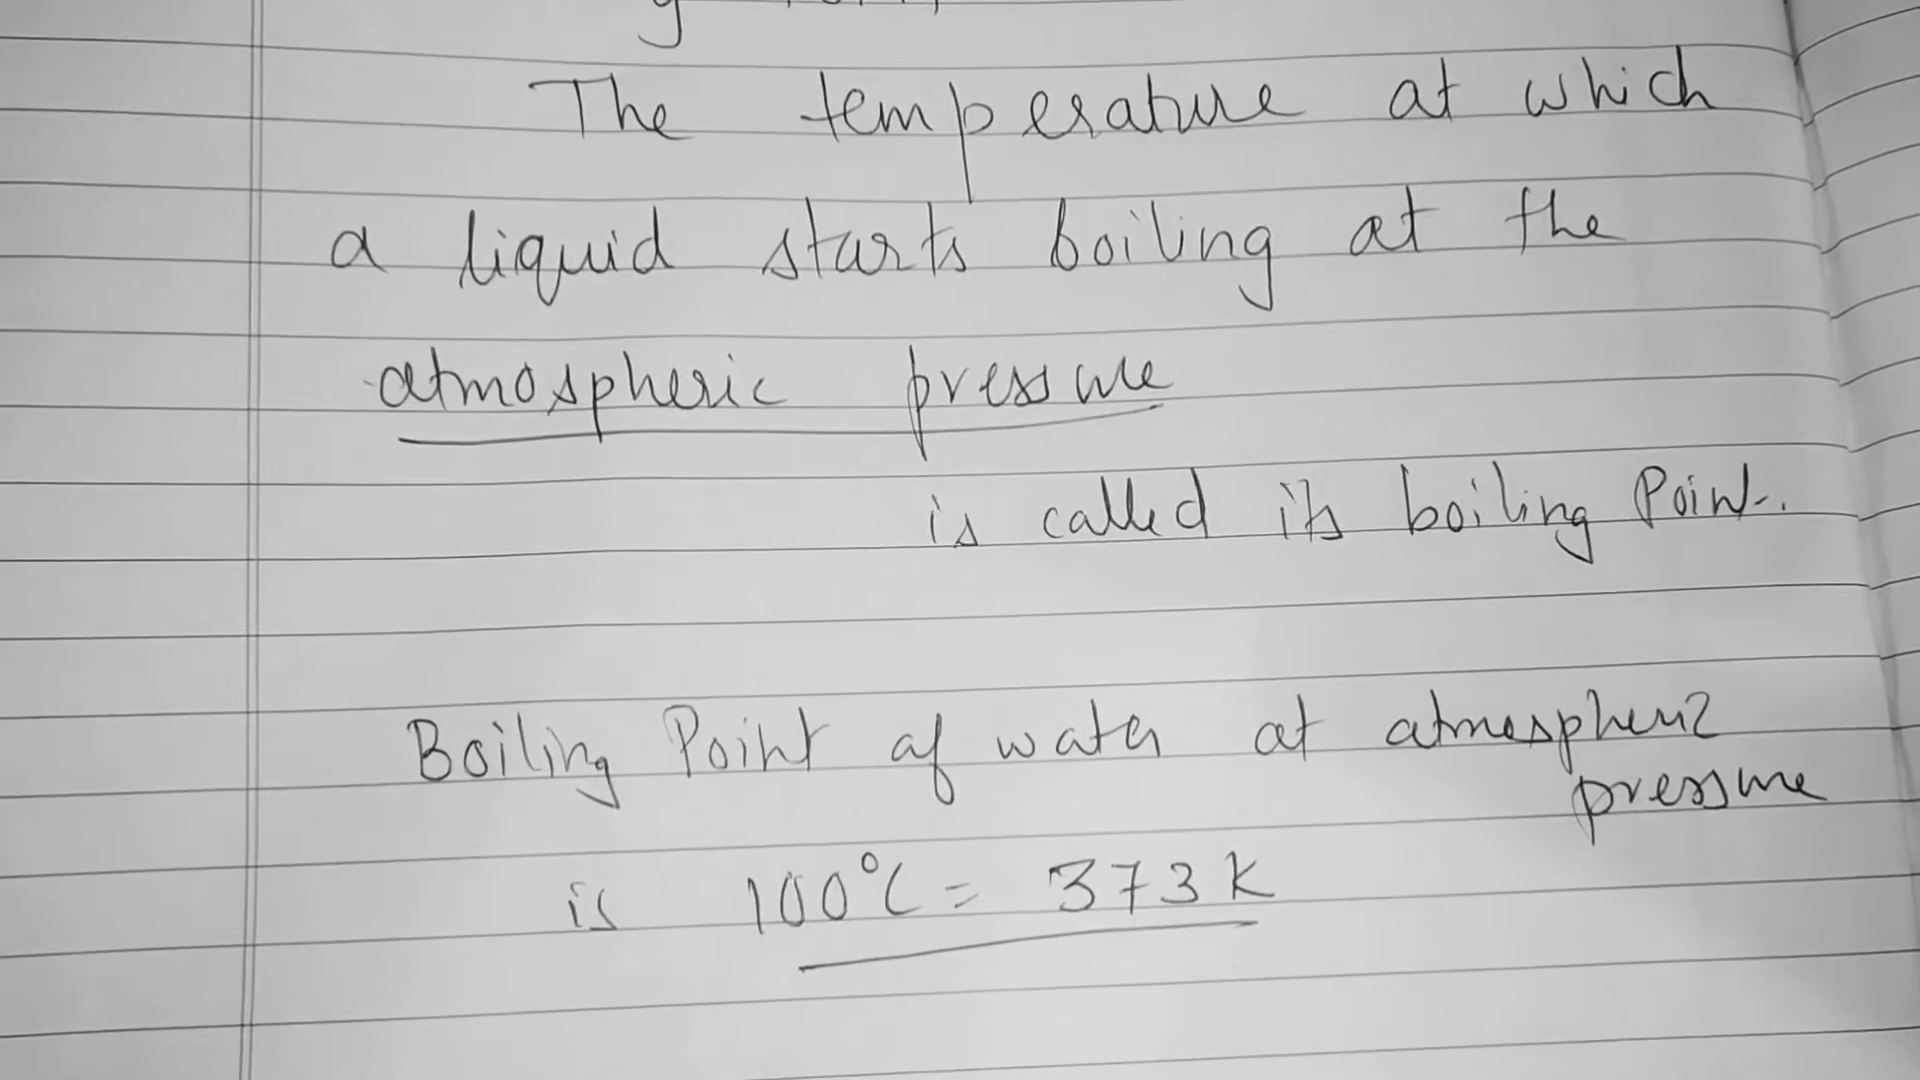 The temperature at which
a liquid starts boiling at the
atmospheric pressure
is called its boiling Point.
Boiling Point of water at atmospheric
pressure
is 100°C = 373 K